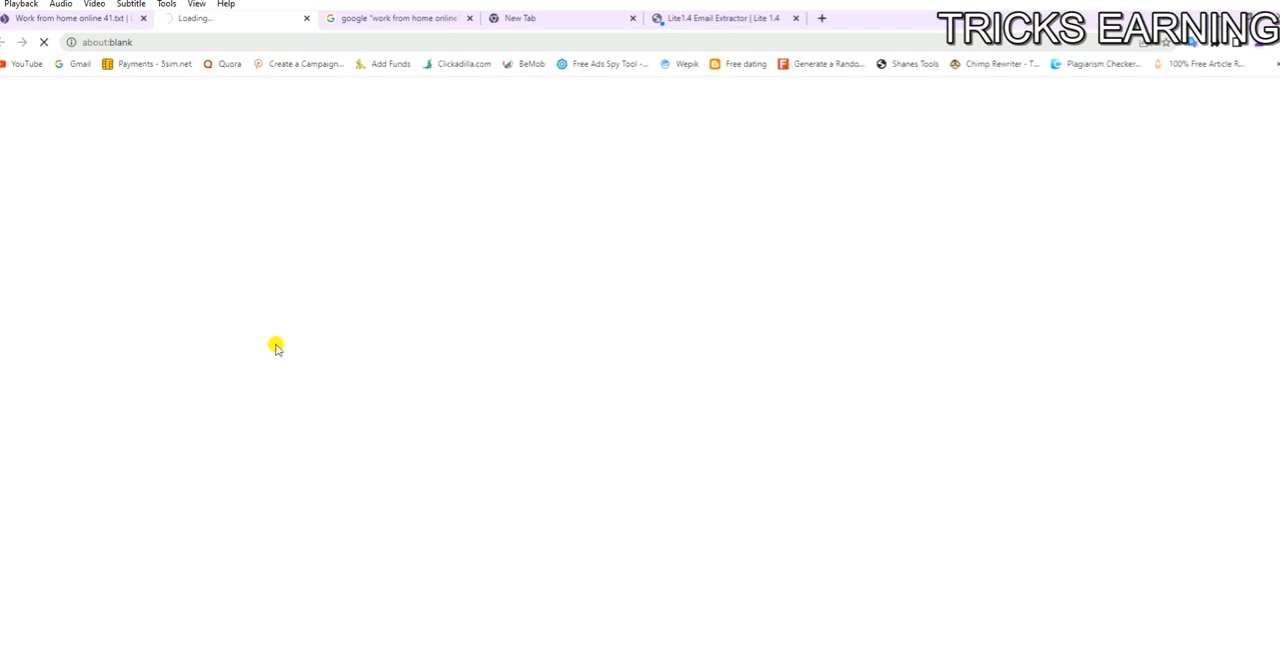 Playback Audio Video Subtitle Tools View Help
Work from home online 41.txt | L Loading... google "work from home online New Tab Lite1.4 Email Extractor | Lite 1.4
TRICKS EARNING
about:blank
YouTube Gmail Payments - 5sim.net Quora Create a Campaign... Add Funds Clickadilla.com BeMob Free Ads Spy Tool -... Wepik Free dating Generate a Rando... Shanes Tools Chimp Rewriter - T... Plagiarism Checker... 100% Free Article R...